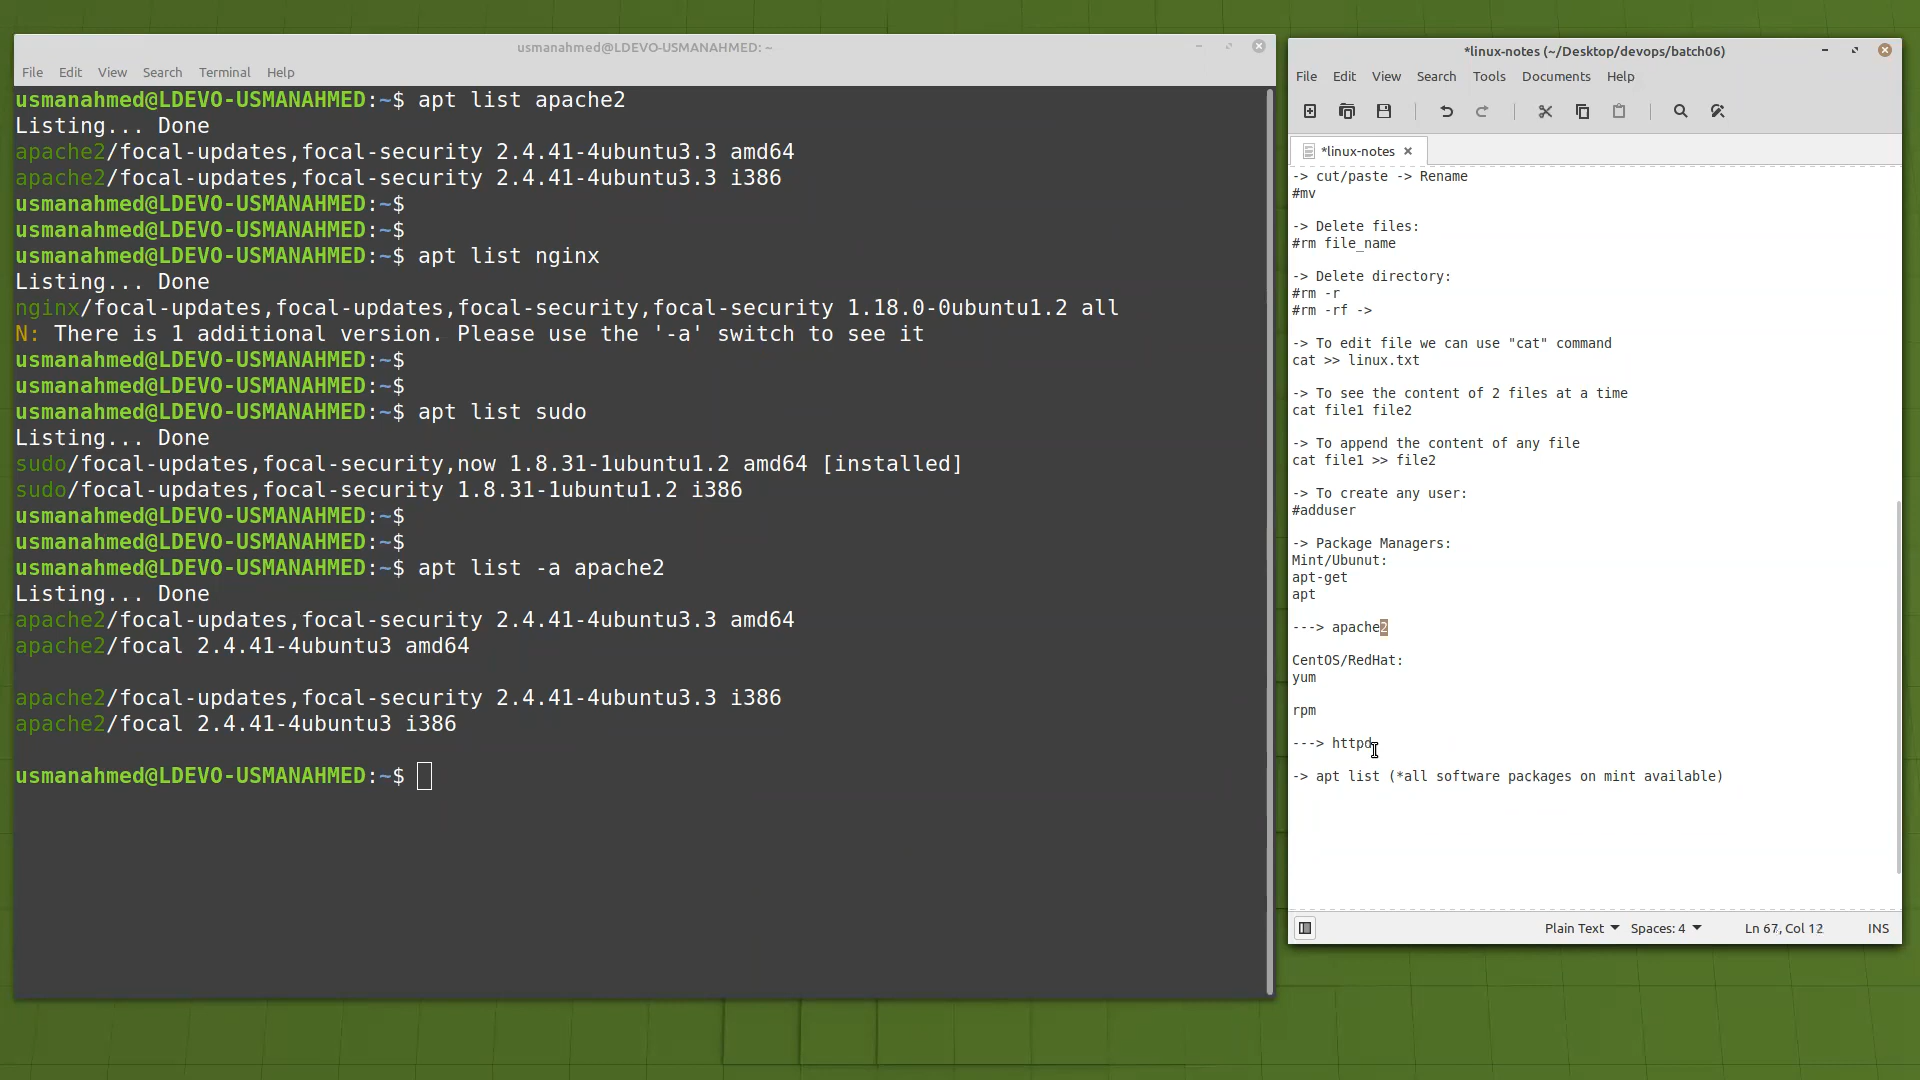 usmanahmed@LDEVO-USMANAHMED: ~
File Edit View Search Terminal Help
usmanahmed@LDEVO-USMANAHMED:~$ apt list apache2
Listing... Done
apache2/focal-updates,focal-security 2.4.41-4ubuntu3.3 amd64
apache2/focal-updates,focal-security 2.4.41-4ubuntu3.3 i386
usmanahmed@LDEVO-USMANAHMED:~$
usmanahmed@LDEVO-USMANAHMED:~$
usmanahmed@LDEVO-USMANAHMED:~$ apt list nginx
Listing... Done
nginx/focal-updates,focal-updates,focal-security,focal-security 1.18.0-0ubuntu1.2 all
N: There is 1 additional version. Please use the '-a' switch to see it
usmanahmed@LDEVO-USMANAHMED:~$
usmanahmed@LDEVO-USMANAHMED:~$
usmanahmed@LDEVO-USMANAHMED:~$ apt list sudo
Listing... Done
sudo/focal-updates,focal-security,now 1.8.31-1ubuntu1.2 amd64 [installed]
sudo/focal-updates,focal-security 1.8.31-1ubuntu1.2 i386
usmanahmed@LDEVO-USMANAHMED:~$
usmanahmed@LDEVO-USMANAHMED:~$
usmanahmed@LDEVO-USMANAHMED:~$ apt list -a apache2
Listing... Done
apache2/focal-updates,focal-security 2.4.41-4ubuntu3.3 amd64
apache2/focal 2.4.41-4ubuntu3 amd64
apache2/focal-updates,focal-security 2.4.41-4ubuntu3.3 i386
apache2/focal 2.4.41-4ubuntu3 i386
usmanahmed@LDEVO-USMANAHMED:~$
*linux-notes (~/Desktop/devops/batch06)
File Edit View Search Tools Documents Help
*linux-notes
-> cut/paste -> Rename
#mv
-> Delete files:
#rm file_name
-> Delete directory:
#rm -r
#rm -rf ->
-> To edit file we can use "cat" command
cat >> linux.txt
-> To see the content of 2 files at a time
cat file1 file2
-> To append the content of any file
cat file1 >> file2
-> To create any user:
#adduser
-> Package Managers:
Mint/Ubunut:
apt-get
apt
---> apache2
CentOS/RedHat:
yum
rpm
---> httpd
-> apt list (*all software packages on mint available)
Plain Text Spaces: 4 Ln 67, Col 12 INS